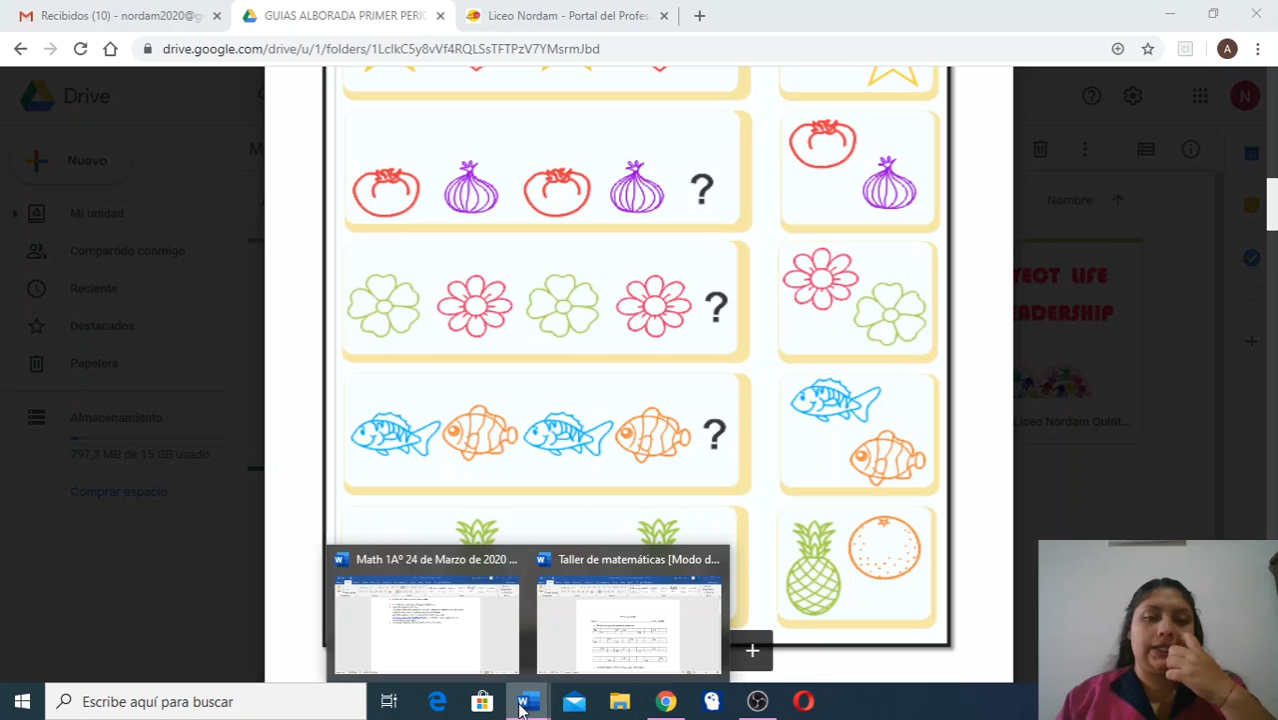 Recibidos (10) - nordam2020@g
GUIAS ALBORADA PRIMER PERIC
Liceo Nordam - Portal del Profes
drive.google.com/drive/u/1/folders/1LclkC5y8vVf4RQLSsTFTPzV7YMsrmJbd
A
Drive
N
Nuevo
M
Nombre
Mi unidad
Compartido conmigo
Reciente
Destacados
Papelera
Almacenamiento
797,3 MB de 15 GB usado
Comprar espacio
?
?
?
YECT LIFE
ADERSHIP
Liceo Nordam Quint...
Math 1Aº 24 de Marzo de 2020 ...
Taller de matemáticas [Modo d...
Escribe aquí para buscar